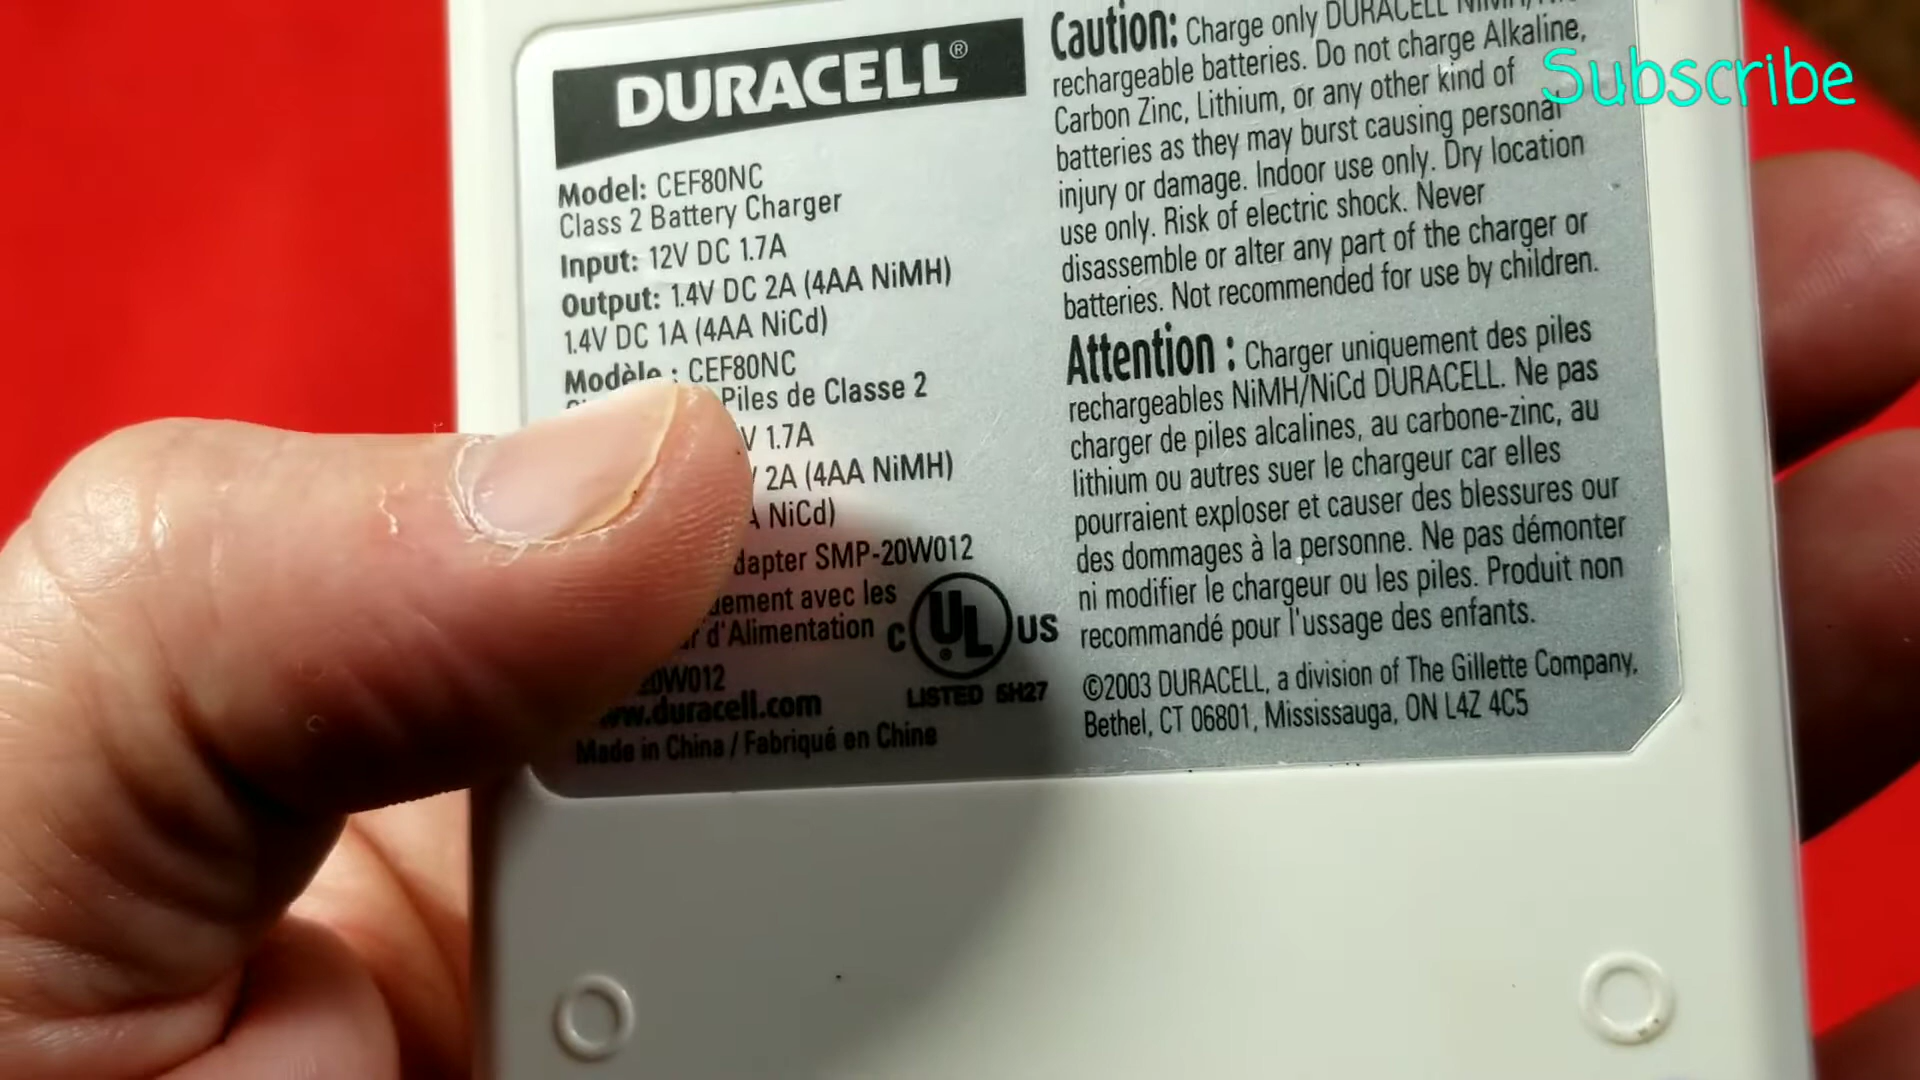 DURACELL®
Model: CEF80NC
Class 2 Battery Charger
Input: 12V DC 1.7A
Output: 1.4V DC 2A (4AA NiMH)
1.4V DC 1A (4AA NiCd)
Modèle : CEF80NC
Piles de Classe 2
V 1.7A
2A (4AA NiMH)
A NiCd)
dapter SMP-20W012
uement avec les
d'Alimentation
20W012
www.duracell.com
Made in China / Fabriqué en Chine
C UL® US
LISTED 5H27
Caution: Charge only DURACELL NiMH/
rechargeable batteries. Do not charge Alkaline,
Carbon Zinc, Lithium, or any other kind of
batteries as they may burst causing personal
injury or damage. Indoor use only. Dry location
use only. Risk of electric shock. Never
disassemble or alter any part of the charger or
batteries. Not recommended for use by children.
Attention : Charger uniquement des piles
rechargeables NiMH/NiCd DURACELL. Ne pas
charger de piles alcalines, au carbone-zinc, au
lithium ou autres suer le chargeur car elles
pourraient exploser et causer des blessures our
des dommages à la personne. Ne pas démonter
ni modifier le chargeur ou les piles. Produit non
recommandé pour l'ussage des enfants.
©2003 DURACELL, a division of The Gillette Company,
Bethel, CT 06801, Mississauga, ON L4Z 4C5
Subscribe